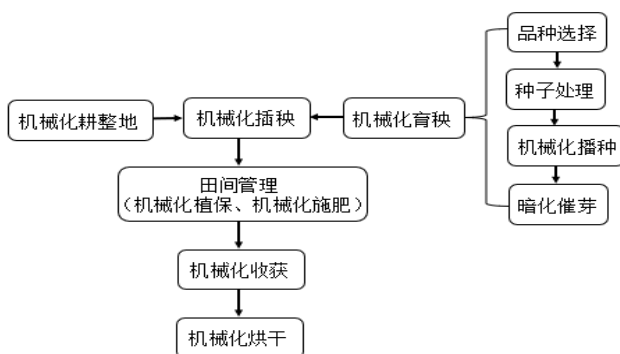 品种选择
种子处理
机械化耕整地
机械化插秧
机械化育秧
机械化播种
田间管理
（机械化植保、机械化施肥）
暗化催芽
机械化收获
机械化烘干